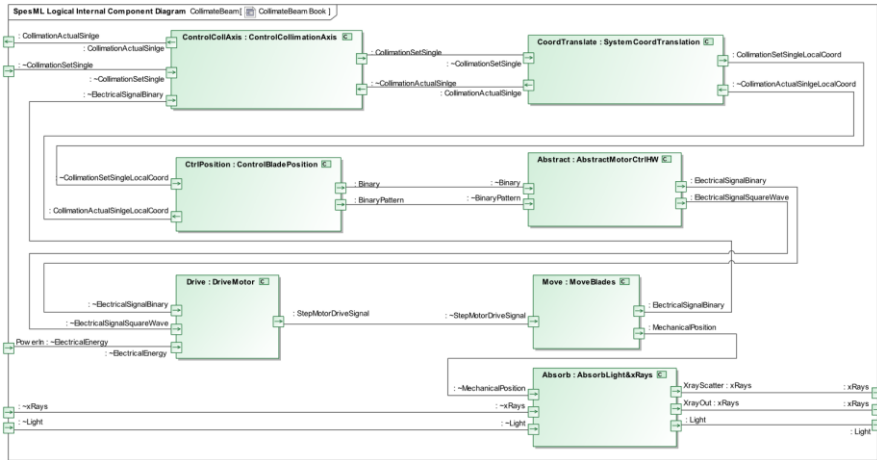 SpesML Logical Internal Component Diagram CollimateBeam[ CollimateBeam Book ]
: CollimationActualSinlge
: CollimationActualSinlge
: ~CollimationSetSingle
: ~CollimationSetSingle
: ~ElectricalSignalBinary
ControlCollAxis : ControlCollimationAxis
: CollimationSetSingle
: ~CollimationSetSingle
: ~CollimationActualSinlge
: CollimationActualSinlge
CoordTranslate : SystemCoordTranslation
: CollimationSetSingleLocalCoord
: ~CollimationActualSinlgeLocalCoord
CtrlPosition : ControlBladePosition
: ~CollimationSetSingleLocalCoord
: CollimationActualSinlgeLocalCoord
: Binary
: ~Binary
: BinaryPattern
: ~BinaryPattern
Abstract : AbstractMotorCtrlHW
: ElectricalSignalBinary
: ElectricalSignalSquareWave
Drive : DriveMotor
: ~ElectricalSignalBinary
: ~ElectricalSignalSquareWave
PowerIn : ~ElectricalEnergy
: ~ElectricalEnergy
: StepMotorDriveSignal
: ~StepMotorDriveSignal
Move : MoveBlades
: ElectricalSignalBinary
: MechanicalPosition
Absorb : AbsorbLight&xRays
: ~MechanicalPosition
: ~xRays
: ~xRays
: ~Light
: ~Light
XrayScatter : xRays
: xRays
XrayOut : xRays
: xRays
: Light
: Light